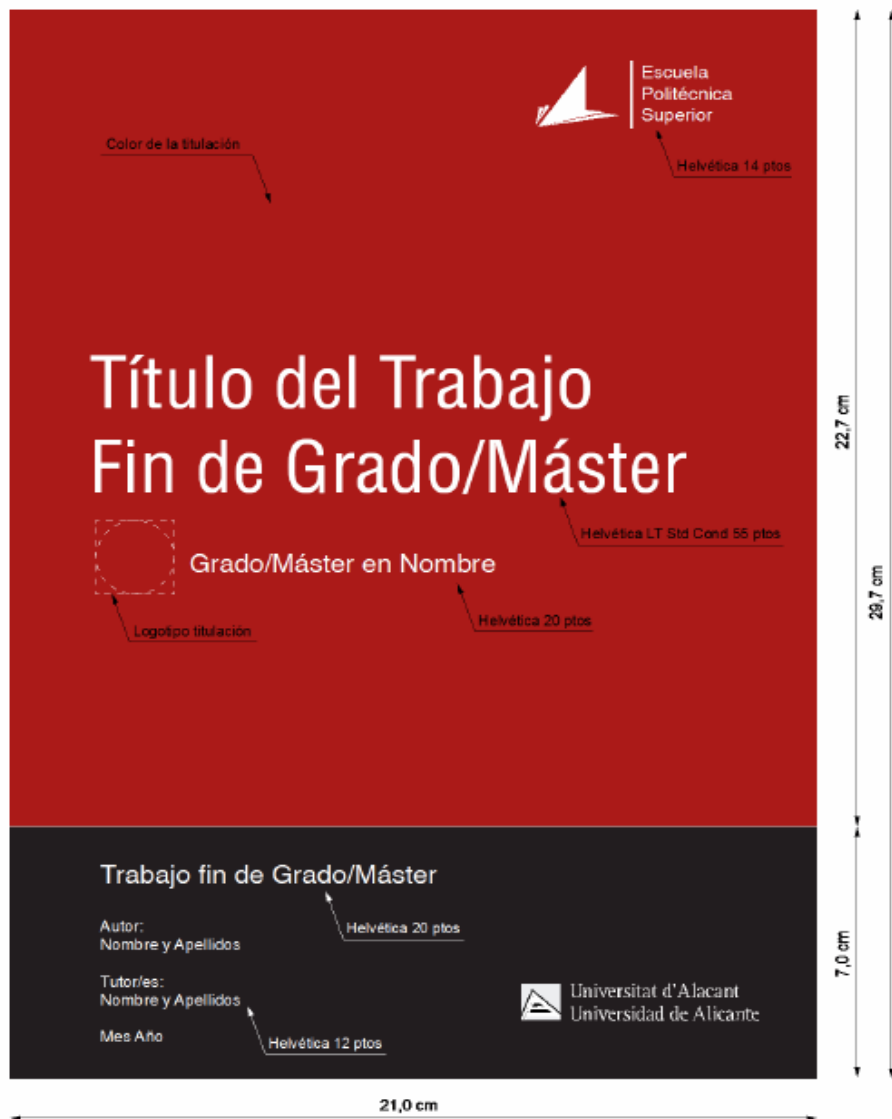 Escuela
Politécnica
Superior
Color de la titulación
Helvética 14 ptos
Título del Trabajo
Fin de Grado/Máster
Helvética LT Std Cond 55 ptos
Grado/Máster en Nombre
Helvética 20 ptos
Logotipo titulación
22,7 cm
29,7 cm
Trabajo fin de Grado/Máster
Autor:
Nombre y Apellidos
Helvética 20 ptos
Tutor/es:
Nombre y Apellidos
Universitat d'Alacant
Universidad de Alicante
Mes Año
Helvética 12 ptos
7,0 cm
21,0 cm